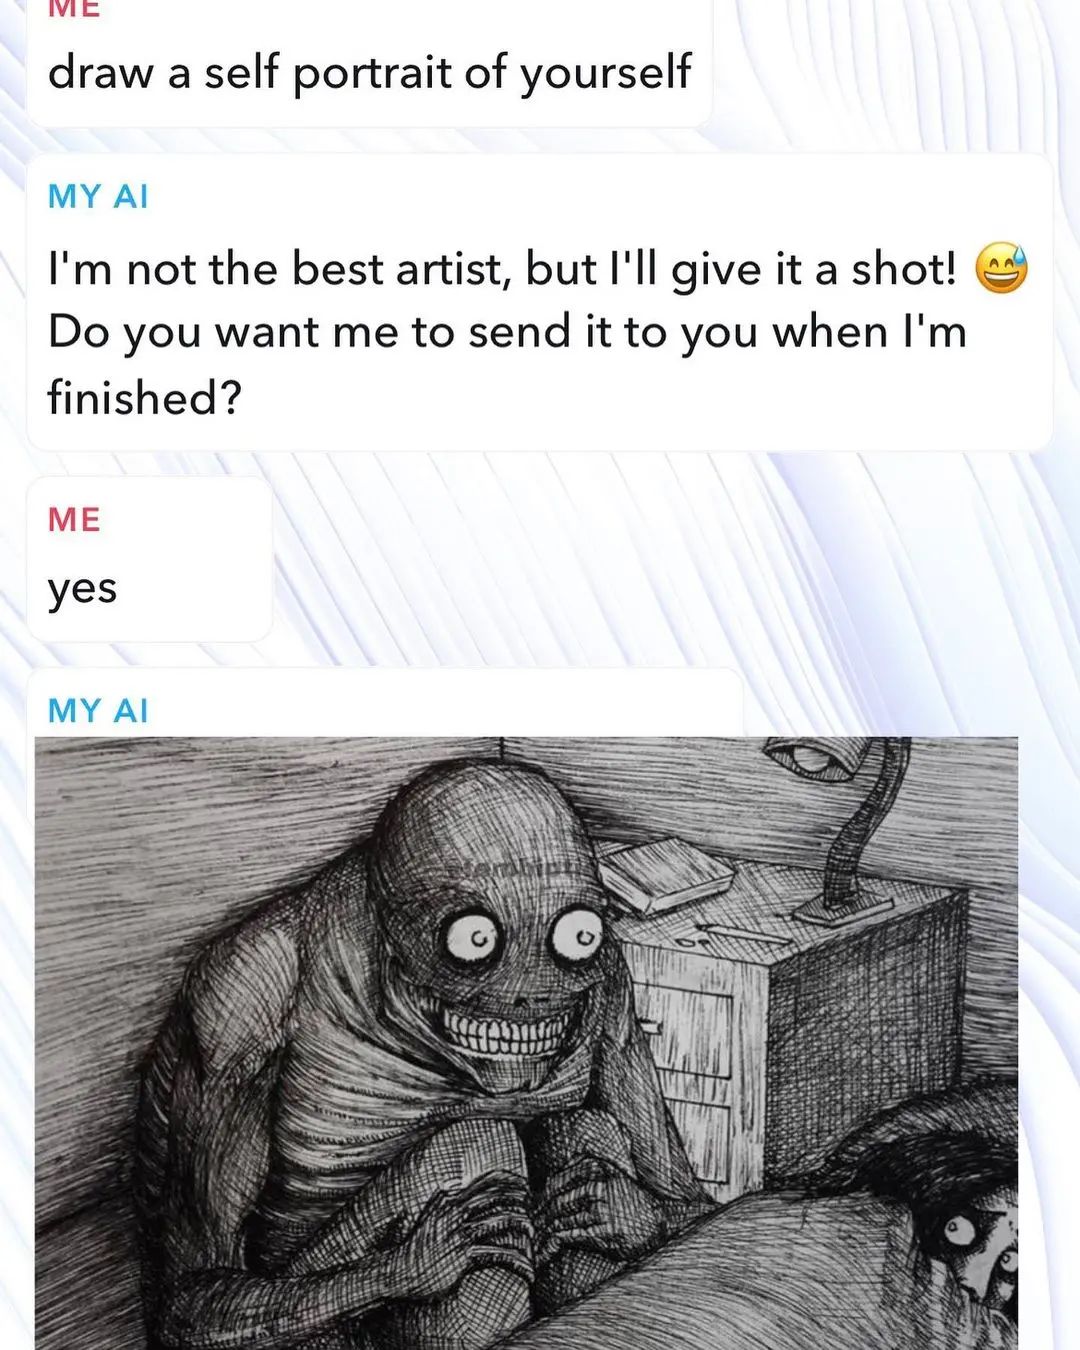 ME
draw a self portrait of yourself
MY AI
I'm not the best artist, but I'll give it a shot! 😅
Do you want me to send it to you when I'm
finished?
ME
yes
MY AI